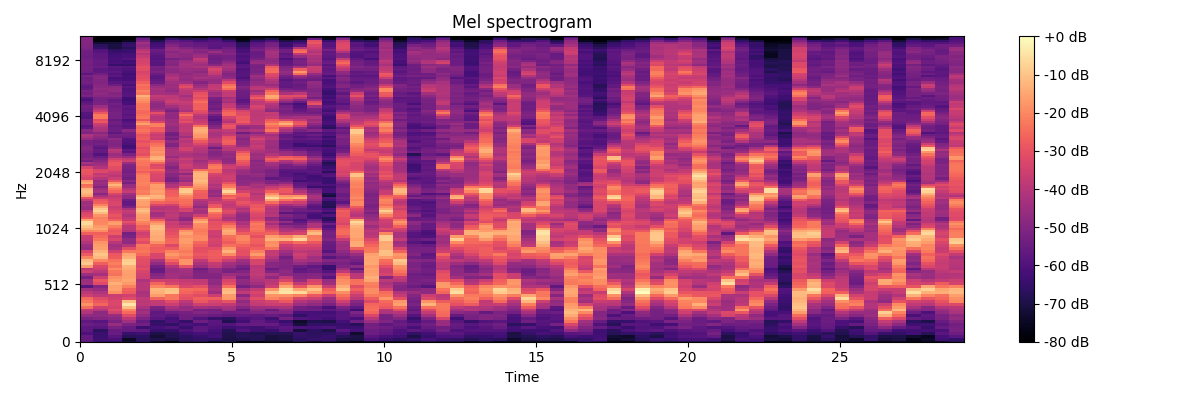 Mel spectrogram
Hz
8192
4096
2048
1024
512
0
0 5 10 15 20 25
Time
+0 dB
-10 dB
-20 dB
-30 dB
-40 dB
-50 dB
-60 dB
-70 dB
-80 dB